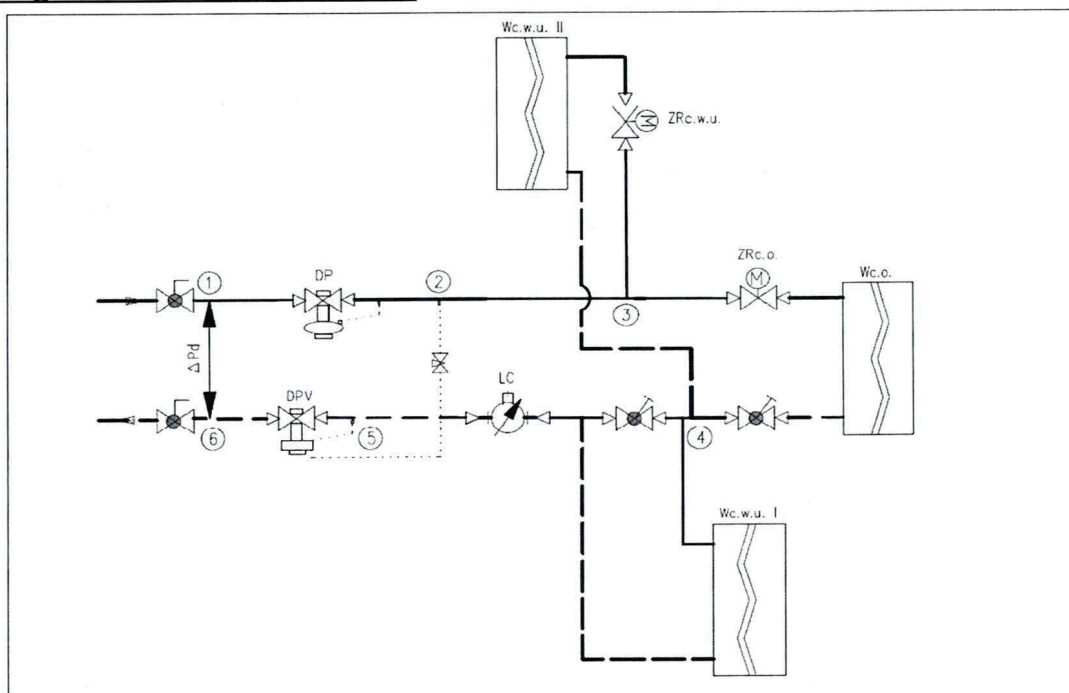 Wc.w.u. II
ZRc.w.u.
M
ZRc.o.
M
Wc.o.
1
DP
2
3
ΔPd
DPV
LC
6
5
4
Wc.w.u. I